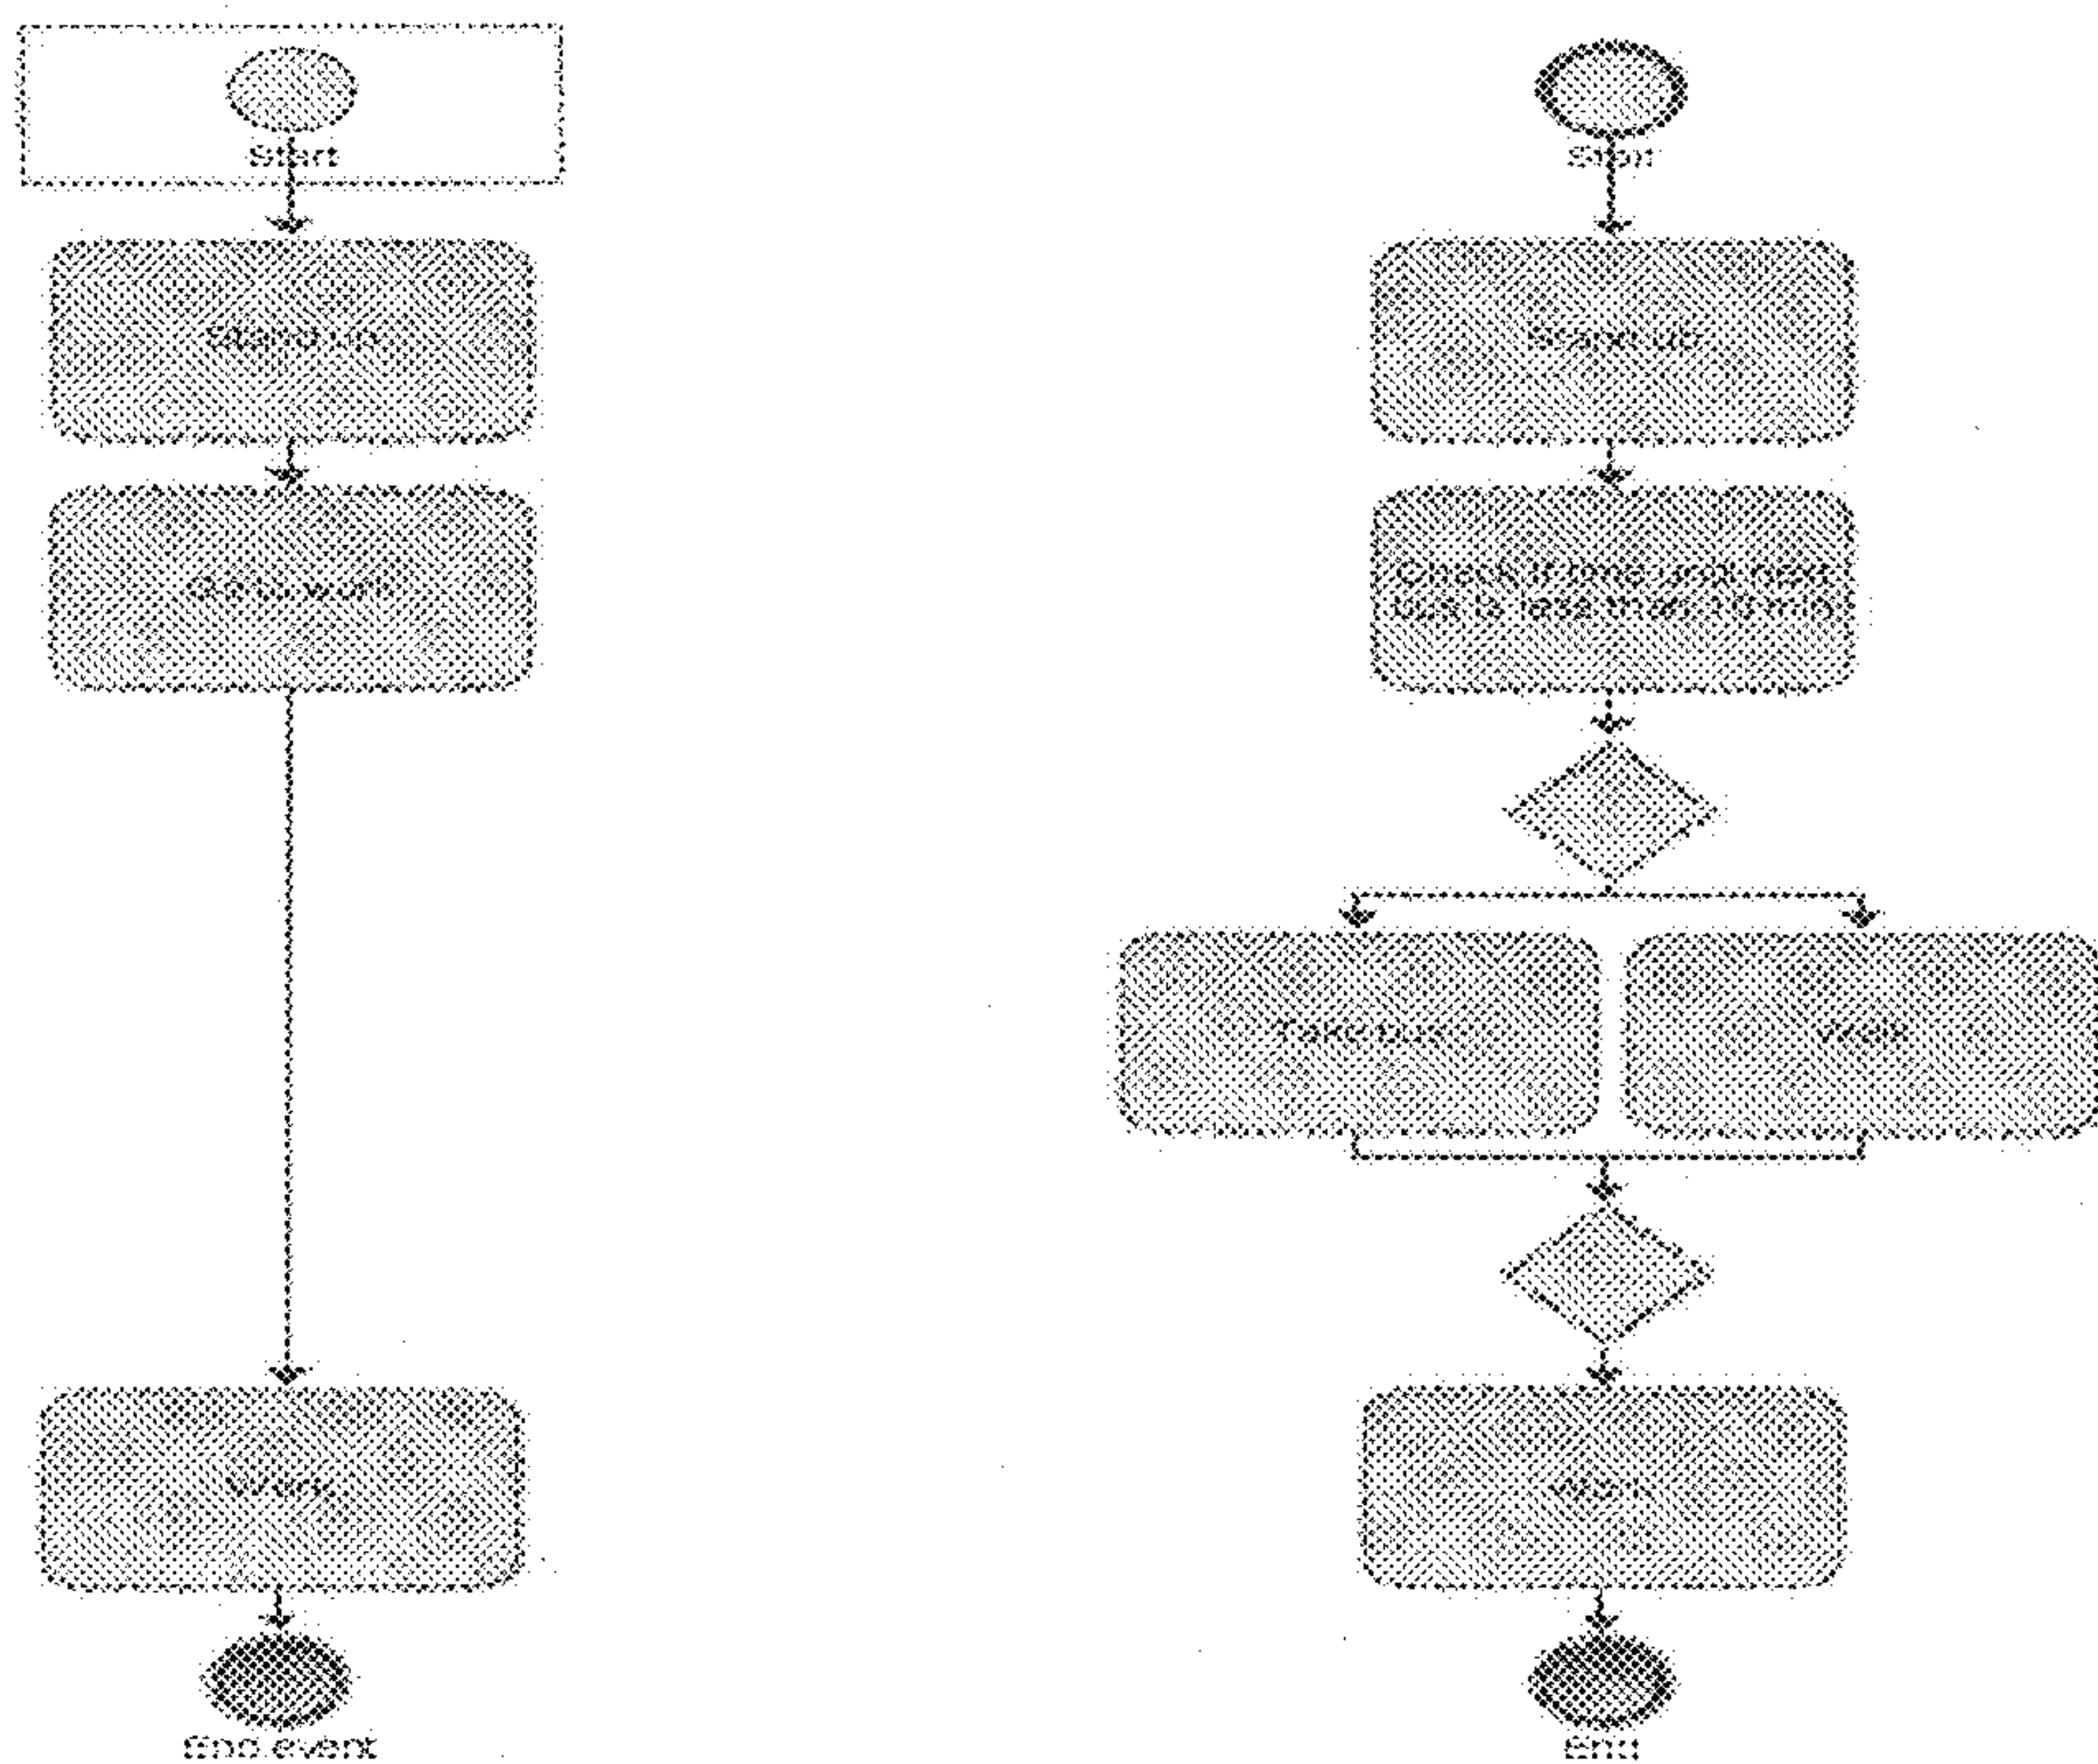 Start
Stand up
Go to work
Work
End event
Start
Stand up
Check if time until next
bus is less than 10 min
Take bus
Walk
Work
End